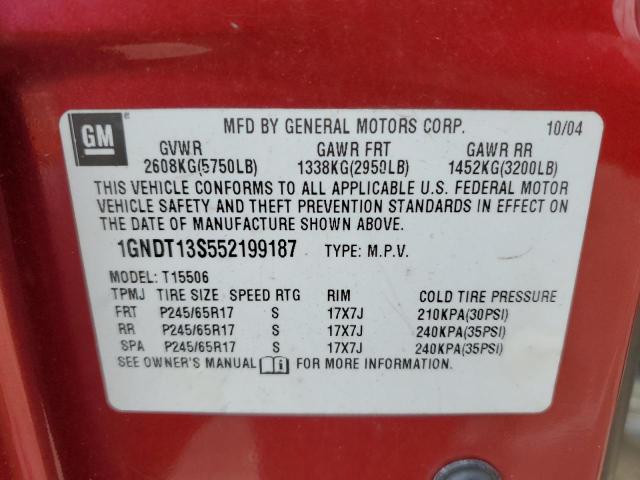 GM
MFD BY GENERAL MOTORS CORP. 10/04
GVWR GAWR FRT GAWR RR
2608KG(5750LB) 1338KG(2950LB) 1452KG(3200LB)
THIS VEHICLE CONFORMS TO ALL APPLICABLE U.S. FEDERAL MOTOR
VEHICLE SAFETY AND THEFT PREVENTION STANDARDS IN EFFECT ON
THE DATE OF MANUFACTURE SHOWN ABOVE.
1GNDT13S552199187 TYPE: M.P.V.
MODEL: T15506
TPMJ TIRE SIZE SPEED RTG RIM COLD TIRE PRESSURE
FRT P245/65R17 S 17X7J 210KPA(30PSI)
RR P245/65R17 S 17X7J 240KPA(35PSI)
SPA P245/65R17 S 17X7J 240KPA(35PSI)
SEE OWNER'S MANUAL i FOR MORE INFORMATION.